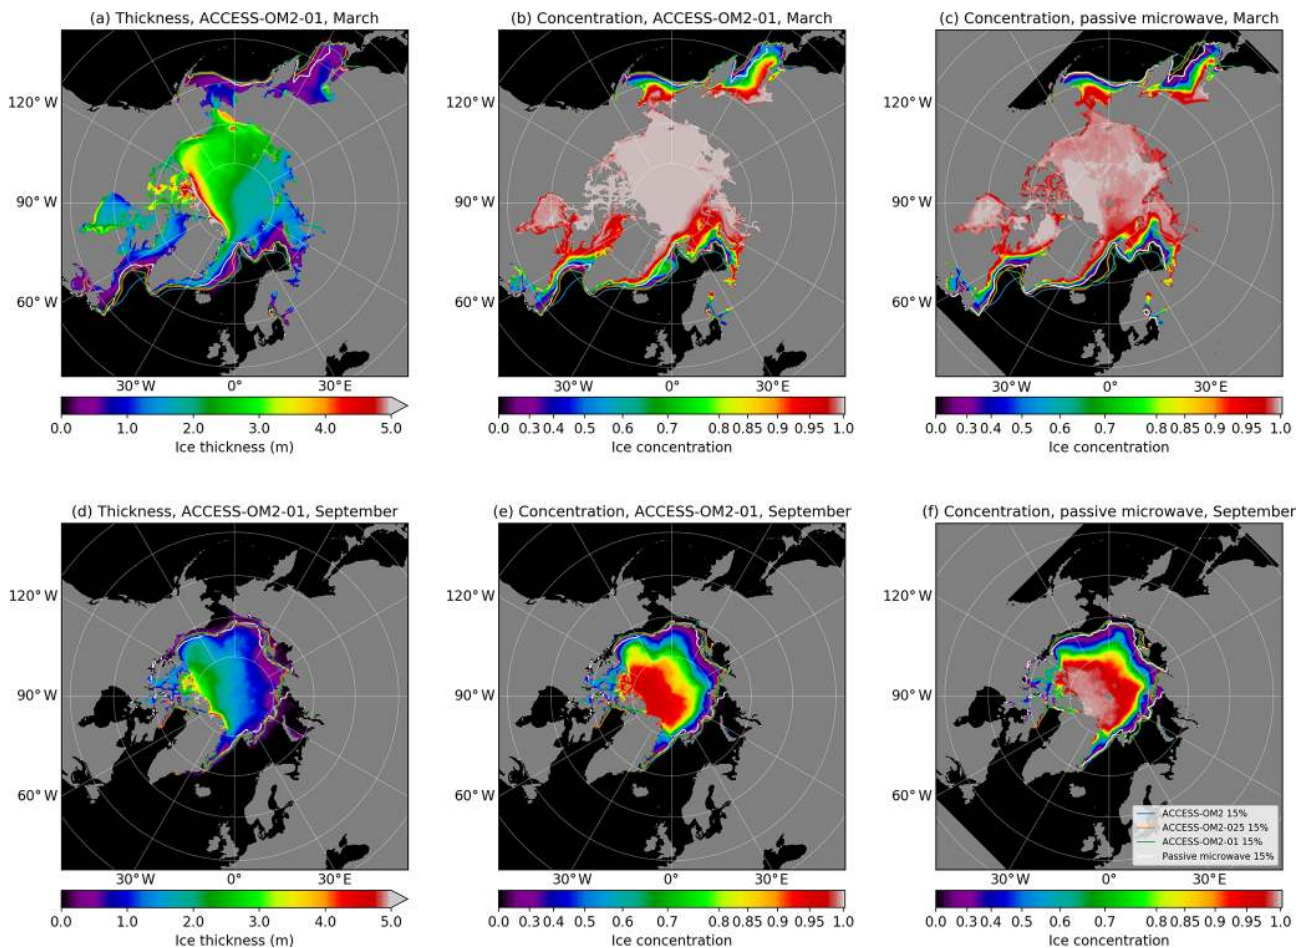 (a) Thickness, ACCESS-OM2-01, March
(b) Concentration, ACCESS-OM2-01, March
(c) Concentration, passive microwave, March
120° W
90° W
60° W
30° W
0°
30° E
120° W
90° W
60° W
30° W
0°
30° E
120° W
90° W
60° W
30° W
0°
30° E
0.0 1.0 2.0 3.0 4.0 5.0
Ice thickness (m)
0.0 0.3 0.4 0.5 0.6 0.7 0.8 0.85 0.9 0.95 1.0
Ice concentration
0.0 0.3 0.4 0.5 0.6 0.7 0.8 0.85 0.9 0.95 1.0
Ice concentration
(d) Thickness, ACCESS-OM2-01, September
(e) Concentration, ACCESS-OM2-01, September
(f) Concentration, passive microwave, September
120° W
90° W
60° W
30° W
0°
30° E
120° W
90° W
60° W
30° W
0°
30° E
120° W
90° W
60° W
30° W
0°
30° E
ACCESS-OM2 15%
ACCESS-OM2-025 15%
ACCESS-OM2-01 15%
Passive microwave 15%
0.0 1.0 2.0 3.0 4.0 5.0
Ice thickness (m)
0.0 0.3 0.4 0.5 0.6 0.7 0.8 0.85 0.9 0.95 1.0
Ice concentration
0.0 0.3 0.4 0.5 0.6 0.7 0.8 0.85 0.9 0.95 1.0
Ice concentration